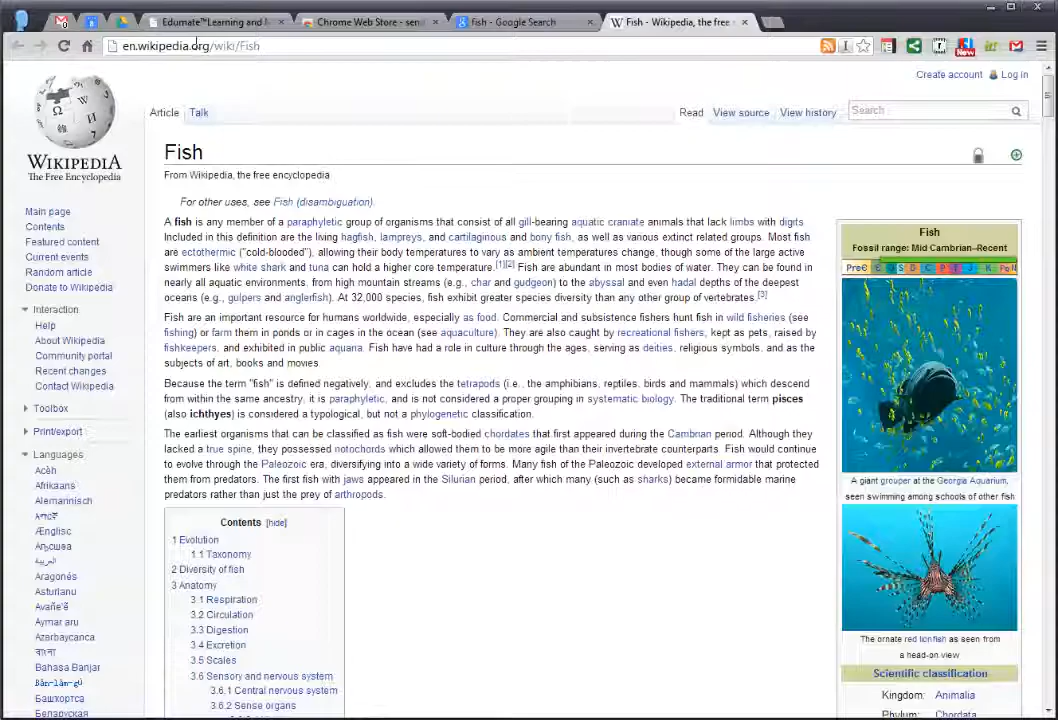 Edumate™Learning and M
Chrome Web Store - send
fish - Google Search
Fish - Wikipedia, the free
en.wikipedia.org/wiki/Fish
New
Create account Log in
Article Talk
Read View source View history Search
WIKIPEDIA
The Free Encyclopedia
Main page
Contents
Featured content
Current events
Random article
Donate to Wikipedia
Interaction
Help
About Wikipedia
Community portal
Recent changes
Contact Wikipedia
Toolbox
Print/export
Languages
Acèh
Afrikaans
Alemannisch
አማርኛ
Ænglisc
Аҧсшәа
العربية
Aragonés
Asturianu
Avañe'ẽ
Aymar aru
Azərbaycanca
বাংলা
Bahasa Banjar
Bân-lâm-gú
Башҡортса
Беларуская
Fish
From Wikipedia, the free encyclopedia
For other uses, see Fish (disambiguation).
A fish is any member of a paraphyletic group of organisms that consist of all gill-bearing aquatic craniate animals that lack limbs with digits
Included in this definition are the living hagfish, lampreys, and cartilaginous and bony fish, as well as various extinct related groups. Most fish
are ectothermic ("cold-blooded"), allowing their body temperatures to vary as ambient temperatures change, though some of the large active
swimmers like white shark and tuna can hold a higher core temperature.[1][2] Fish are abundant in most bodies of water. They can be found in
nearly all aquatic environments, from high mountain streams (e.g., char and gudgeon) to the abyssal and even hadal depths of the deepest
oceans (e.g., gulpers and anglerfish). At 32,000 species, fish exhibit greater species diversity than any other group of vertebrates.[3]
Fish are an important resource for humans worldwide, especially as food. Commercial and subsistence fishers hunt fish in wild fisheries (see
fishing) or farm them in ponds or in cages in the ocean (see aquaculture). They are also caught by recreational fishers, kept as pets, raised by
fishkeepers, and exhibited in public aquaria. Fish have had a role in culture through the ages, serving as deities, religious symbols, and as the
subjects of art, books and movies.
Because the term "fish" is defined negatively, and excludes the tetrapods (i.e., the amphibians, reptiles, birds and mammals) which descend
from within the same ancestry, it is paraphyletic, and is not considered a proper grouping in systematic biology. The traditional term pisces
(also ichthyes) is considered a typological, but not a phylogenetic classification.
The earliest organisms that can be classified as fish were soft-bodied chordates that first appeared during the Cambrian period. Although they
lacked a true spine, they possessed notochords which allowed them to be more agile than their invertebrate counterparts. Fish would continue
to evolve through the Paleozoic era, diversifying into a wide variety of forms. Many fish of the Paleozoic developed external armor that protected
them from predators. The first fish with jaws appeared in the Silurian period, after which many (such as sharks) became formidable marine
predators rather than just the prey of arthropods.
Contents [hide]
1 Evolution
1.1 Taxonomy
2 Diversity of fish
3 Anatomy
3.1 Respiration
3.2 Circulation
3.3 Digestion
3.4 Excretion
3.5 Scales
3.6 Sensory and nervous system
3.6.1 Central nervous system
3.6.2 Sense organs
Fish
Fossil range: Mid Cambrian–Recent
PreЄ Є O S D C P T J K Pg N
A giant grouper at the Georgia Aquarium,
seen swimming among schools of other fish
The ornate red lionfish as seen from
a head-on view
Scientific classification
Kingdom: Animalia
Phylum: Chordata